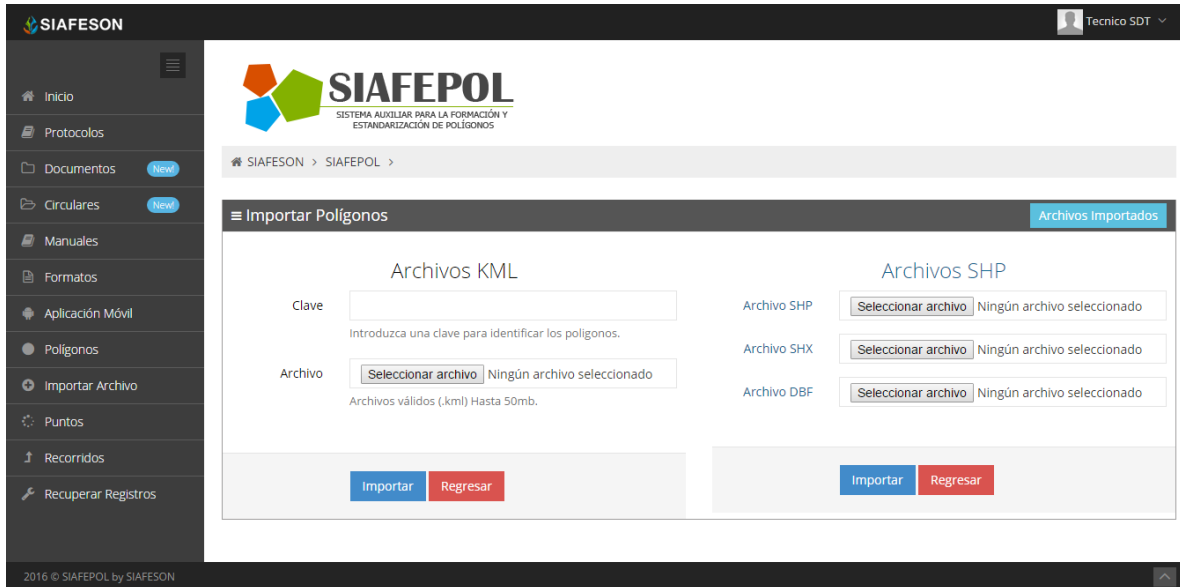 SIAFESON
Tecnico SDT
Inicio
Protocolos
Documentos New!
Circulares New!
Manuales
Formatos
Aplicación Móvil
Polígonos
Importar Archivo
Puntos
Recorridos
Recuperar Registros
SIAFEPOL
SISTEMA AUXILIAR PARA LA FORMACIÓN Y
ESTANDARIZACIÓN DE POLÍGONOS
SIAFESON > SIAFEPOL >
Importar Polígonos
Archivos Importados
Archivos KML
Clave
Introduzca una clave para identificar los poligonos.
Archivo Seleccionar archivo Ningún archivo seleccionado
Archivos válidos (.kml) Hasta 50mb.
Importar Regresar
Archivos SHP
Archivo SHP Seleccionar archivo Ningún archivo seleccionado
Archivo SHX Seleccionar archivo Ningún archivo seleccionado
Archivo DBF Seleccionar archivo Ningún archivo seleccionado
Importar Regresar
2016 © SIAFEPOL by SIAFESON